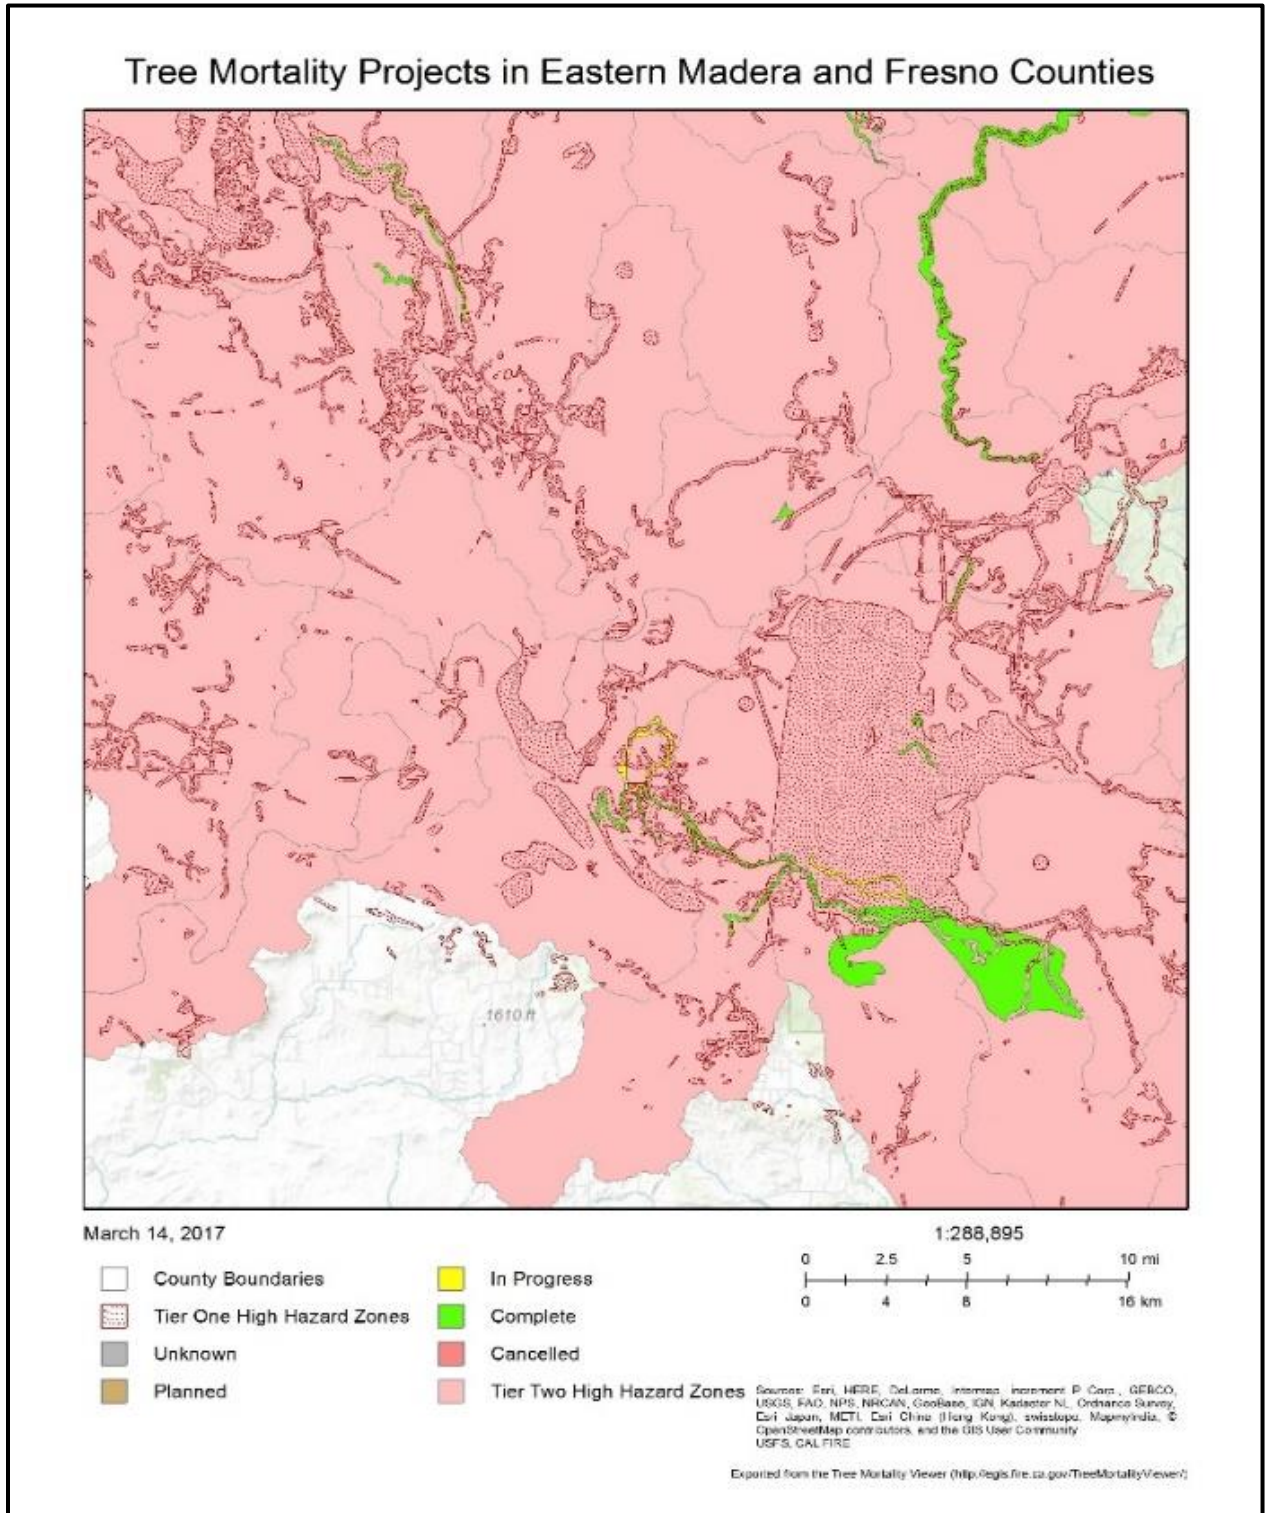 Tree Mortality Projects in Eastern Madera and Fresno Counties
1610 ft
March 14, 2017
1:288,895
0 2.5 5 10 mi
0 4 8 16 km
County Boundaries
Tier One High Hazard Zones
Unknown
Planned
In Progress
Complete
Cancelled
Tier Two High Hazard Zones
Sources: Esri, HERE, DeLorme, Intermap, increment P Corp., GEBCO,
USGS, FAO, NPS, NRCAN, GeoBase, IGN, Kadaster NL, Ordnance Survey,
Esri Japan, METI, Esri China (Hong Kong), swisstopo, MapmyIndia, ©
OpenStreetMap contributors, and the GIS User Community
USFS, CAL FIRE
Exported from the Tree Mortality Viewer (http://egis.fire.ca.gov/TreeMortalityViewer/)